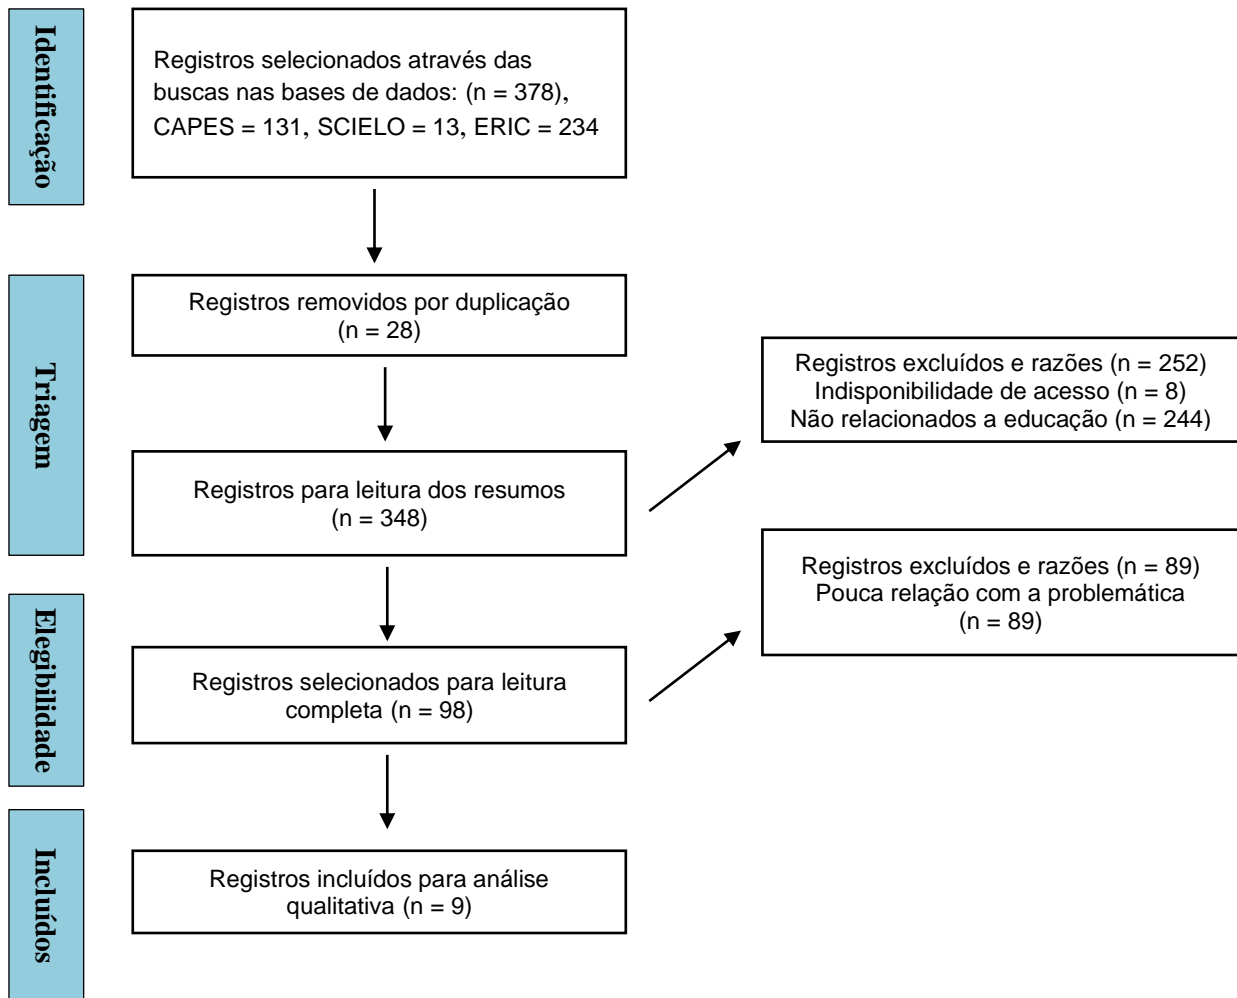 Identificação
Registros selecionados através das
buscas nas bases de dados: (n = 378),
CAPES = 131, SCIELO = 13, ERIC = 234
Triagem
Registros removidos por duplicação
(n = 28)
Registros para leitura dos resumos
(n = 348)
Registros excluídos e razões (n = 252)
Indisponibilidade de acesso (n = 8)
Não relacionados a educação (n = 244)
Elegibilidade
Registros selecionados para leitura
completa (n = 98)
Registros excluídos e razões (n = 89)
Pouca relação com a problemática
(n = 89)
Incluídos
Registros incluídos para análise
qualitativa (n = 9)